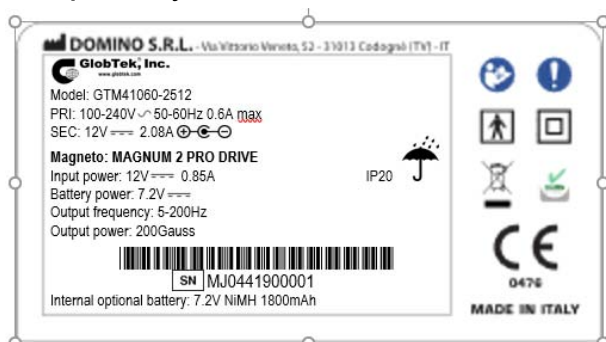 DOMINO S.R.L. - Via Vittorio Veneto, 52 - 31013 Codognè (TV) - IT
GlobTek, Inc.
www.globtek.com
Model: GTM41060-2512
PRI: 100-240V ~ 50-60Hz 0.6A max
SEC: 12V ⎓ 2.08A
Magneto: MAGNUM 2 PRO DRIVE
Input power: 12V ⎓ 0.85A
IP20
Battery power: 7.2V ⎓
Output frequency: 5-200Hz
Output power: 200Gauss
SN MJ0441900001
Internal optional battery: 7.2V NiMH 1800mAh
CE
0476
MADE IN ITALY